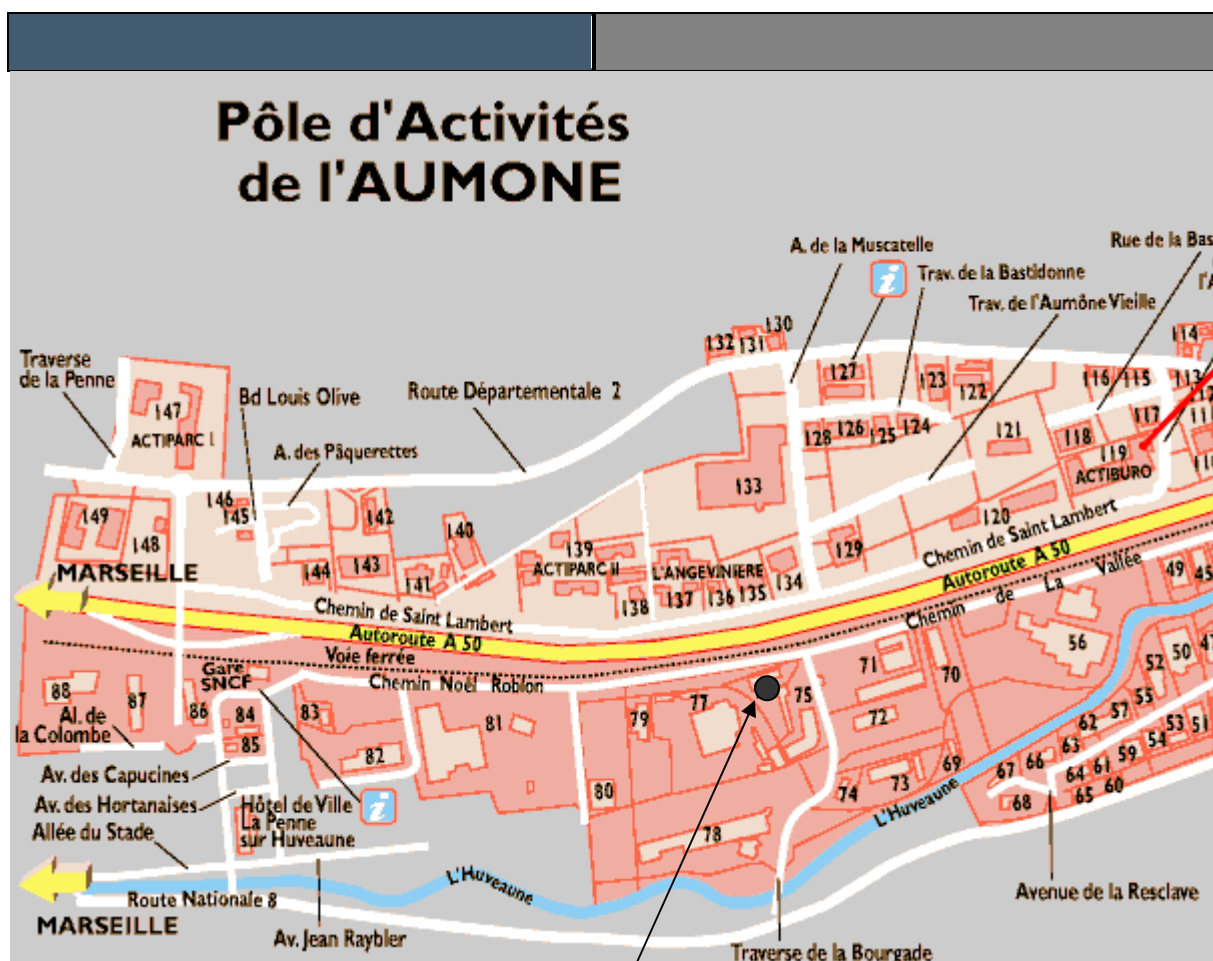 Pôle d'Activités
de l'AUMONE
A. de la Muscatelle
Rue de la Bas
Trav. de la Bastidonne
Trav. de l'Aumône Vieille
130
132
131
114
Traverse
de la Penne
147
ACTIPARC I
Bd Louis Olive
Route Départementale 2
127
123
122
116
115
113
112
A. des Pâquerettes
128
126
125
124
121
118
117
119
ACTIBURO
133
146
145
149
148
142
140
120
Chemin de Saint Lambert
144
143
141
139
ACTIPARC II
138
L'ANGEVINIERE
137
136
135
134
129
MARSEILLE
Chemin de Saint Lambert
Autoroute A 50
Autoroute A 50
Chemin de La Vallée
49
45
Voie ferrée
Gare
SNCF
Chemin Noël Roblon
71
70
56
52
50
47
88
87
86
84
85
83
82
81
79
77
75
72
55
57
62
63
53
51
54
59
61
64
60
65
66
67
68
69
73
74
80
78
Al. de
la Colombe
Av. des Capucines
Av. des Hortanaises
Allée du Stade
Hôtel de Ville
La Penne
sur Huveaune
L'Huveaune
L'Huveaune
Route Nationale 8
MARSEILLE
Av. Jean Raybler
Avenue de la Resclave
Traverse de la Bourgade